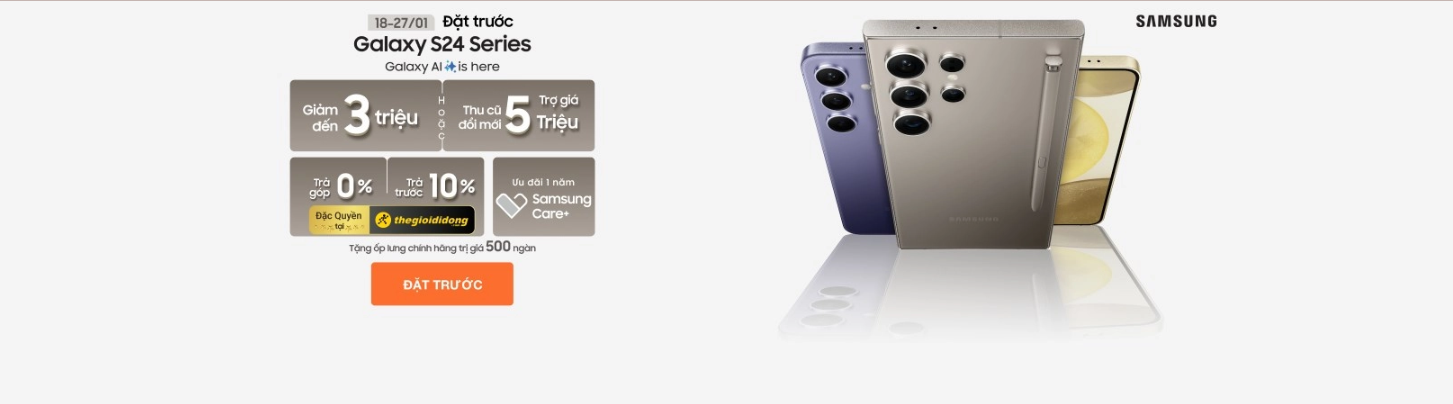 18-27/01 Đặt trước
Galaxy S24 Series
Galaxy AI is here
Giảm đến 3 triệu
Hoặc
Thu cũ đổi mới 5 Trợ giá Triệu
Trả góp 0%
Trả trước 10%
Đặc Quyền tại thegioididong
Ưu đãi 1 năm
Samsung Care+
Tặng ốp lưng chính hãng trị giá 500 ngàn
ĐẶT TRƯỚC
SAMSUNG
SAMSUNG